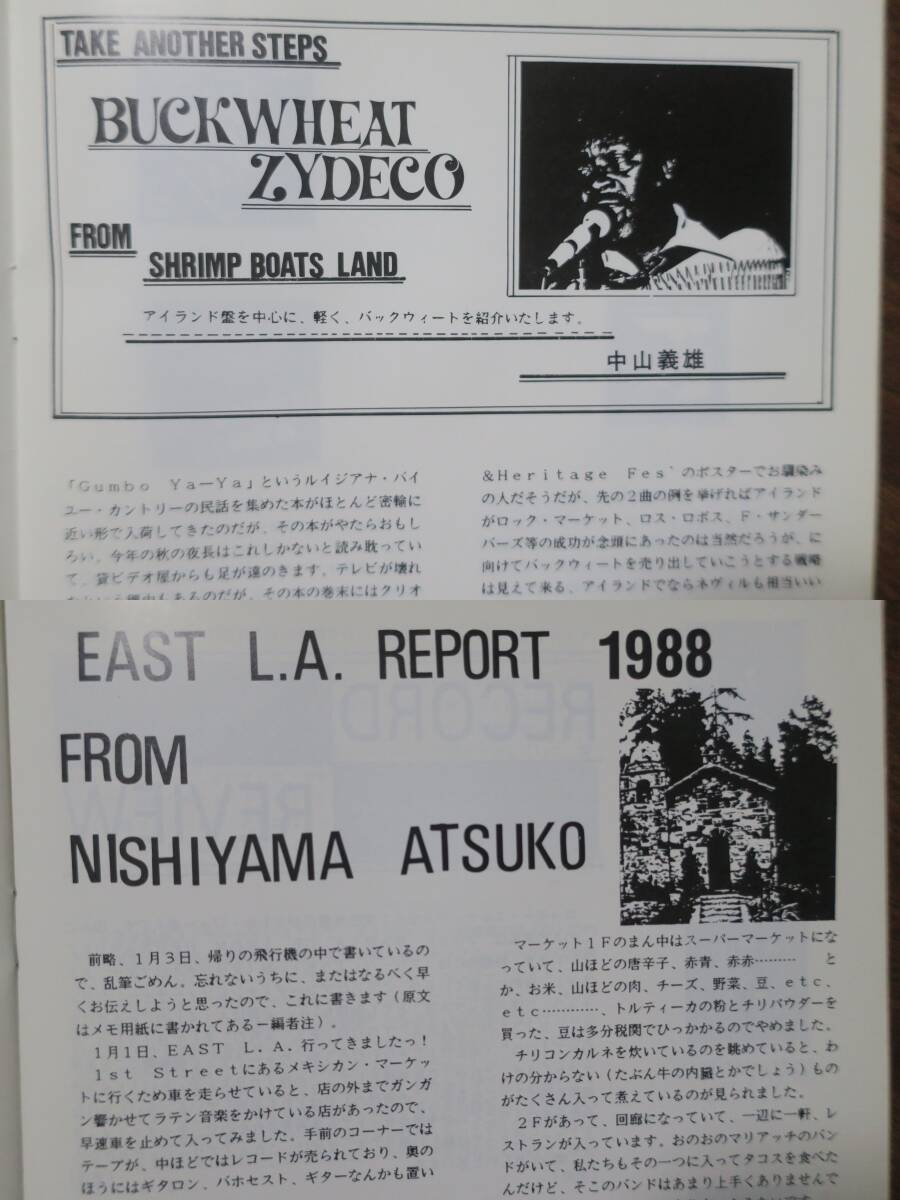 TAKE ANOTHER STEPS
BUCKWHEAT
ZYDECO
FROM
SHRIMP BOATS LAND
アイランド盤を中心に、軽く、バックウィートを紹介いたします。
中山義雄
「Gumbo Ya—Ya」というルイジアナ・バイ
ユー・カントリーの民話を集めた本がほとんど密輸に
近い形で入荷してきたのだが、その本がやたらおもし
ろい。今年の秋の夜長はこれしかないと読み耽ってい
て、貸ビデオ屋からも足が遠のきます。テレビが壊れ
たという理由もあるのだが、その本の巻末にはクリオ
&Heritage Fes'のポスターでお馴染み
の人だそうだが、先の2曲の例を挙げればアイランド
がロック・マーケット、ロス・ロボス、F・サンダー
バーズ等の成功が念頭にあったのは当然だろうが、に
向けてバックウィートを売り出していこうとする戦略
は見えて来る、アイランドでならネヴィルも相当いい
EAST L.A. REPORT 1988
FROM
NISHIYAMA ATSUKO
前略、1月3日、帰りの飛行機の中で書いているの
で、乱筆ごめん。忘れないうちに、またはなるべく早
くお伝えしようと思ったので、これに書きます（原文
はメモ用紙に書かれてある—編者注）。
1月1日、EAST L.A.行ってきましたっ！
1st Streetにあるメキシカン・マーケッ
トに行くため車を走らせていると、店の外までガンガ
ン響かせてラテン音楽をかけている店があったので、
早速車を止めて入ってみました。手前のコーナーでは
テープが、中ほどではレコードが売られており、奥の
ほうにはギタロン、バホセスト、ギターなんかも置い
マーケット1Fのまん中はスーパーマーケットにな
っていて、山ほどの唐辛子、赤青、赤赤……… と
か、お米、山ほどの肉、チーズ、野菜、豆、etc、
etc…………、トルティーカの粉とチリパウダーを
買った、豆は多分税関でひっかかるのでやめました。
チリコンカルネを炊いているのを眺めていると、わ
けの分からない（たぶん牛の内臓とかでしょう）もの
がたくさん入って煮えているのが見られました。
2Fがあって、回廊になっていて、一辺に一軒、レ
ストランが入っています。おのおのマリアッチのバン
ドがいて、私たちもその一つに入ってタコスを食べた
んだけど、そこのバンドはあまり上手くありませんで